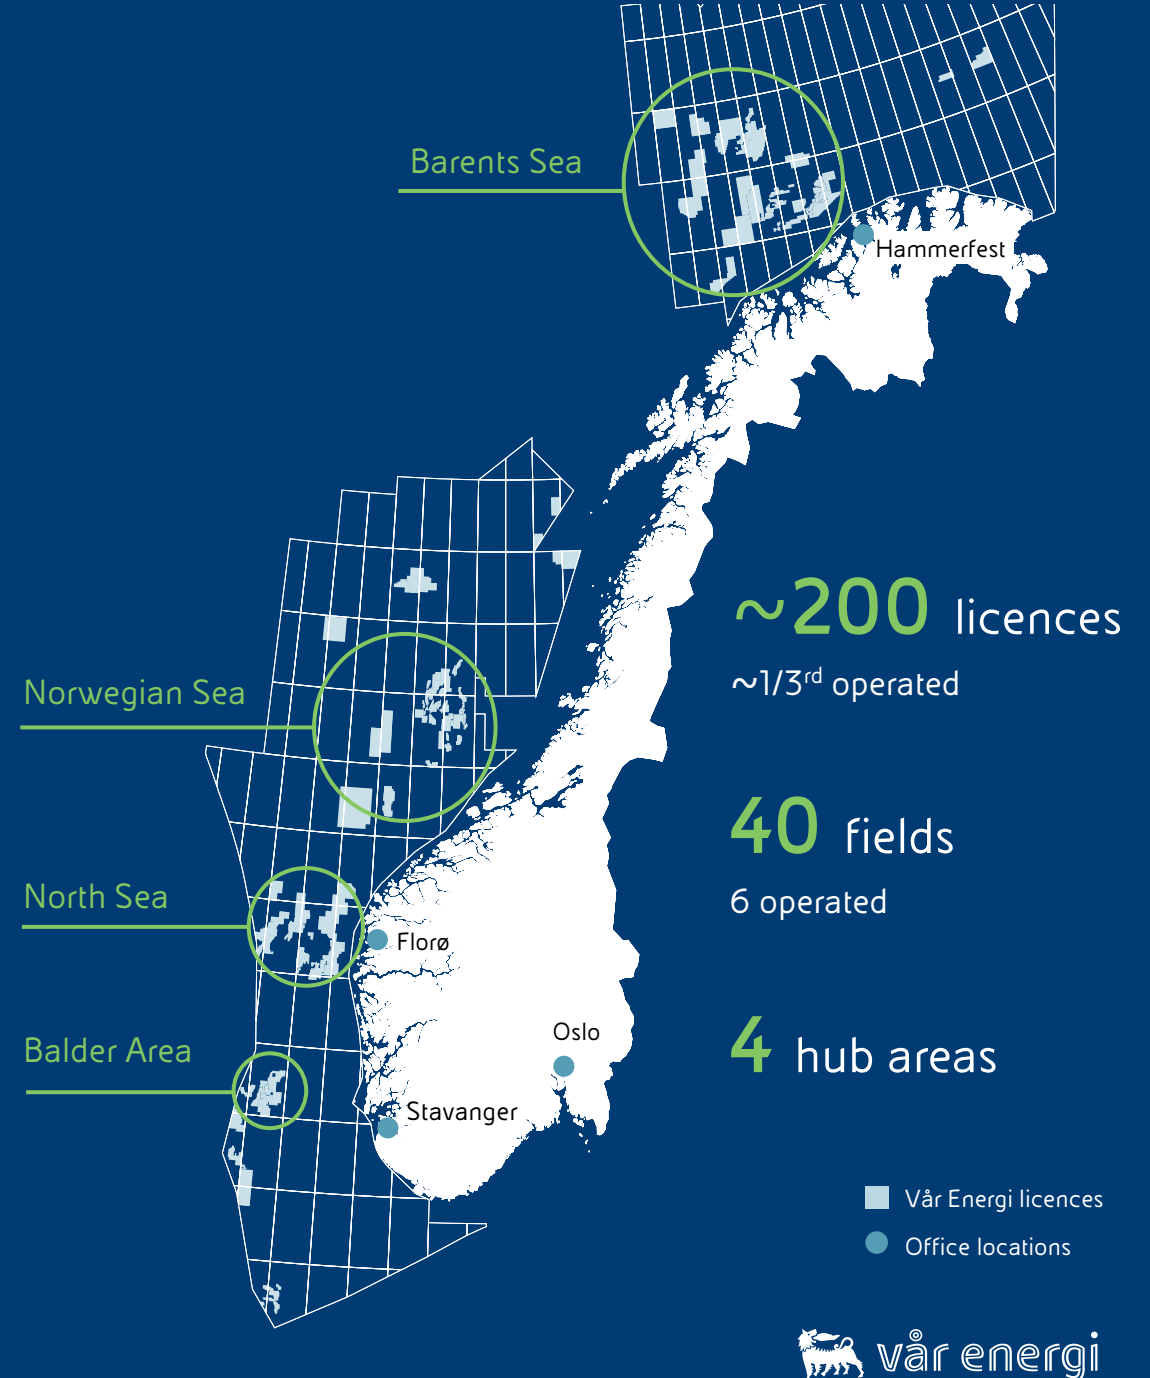 Barents Sea
Hammerfest
~200 licences
~1/3rd operated
Norwegian Sea
40 fields
6 operated
North Sea
Florø
Oslo
4 hub areas
Balder Area
Stavanger
Vår Energi licences
Office locations
vår energi